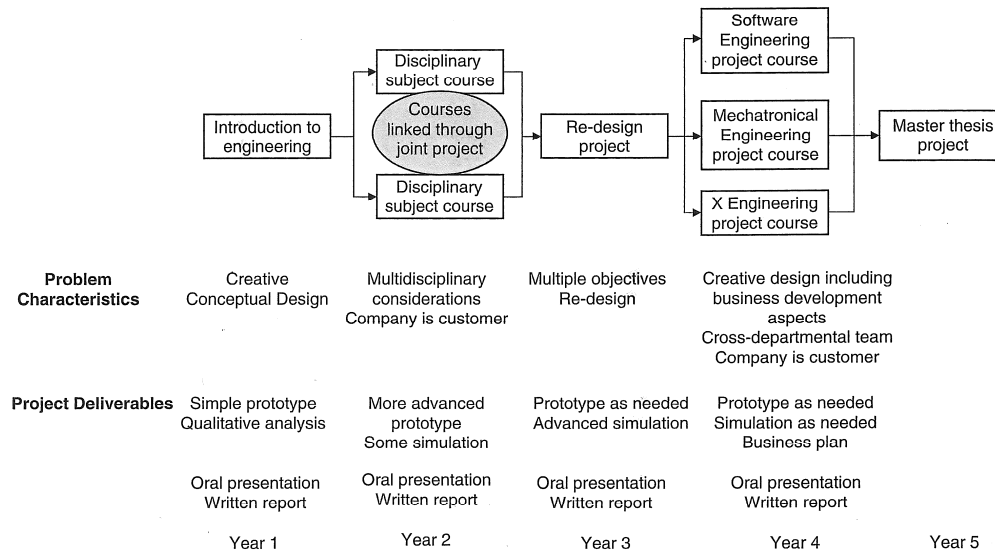 Software
Engineering
project course
Disciplinary
subject course
Courses
linked through
joint project
Introduction to
engineering
Re-design
project
Mechatronical
Engineering
project course
Master thesis
project
Disciplinary
subject course
X Engineering
project course
Problem
Characteristics
Creative
Conceptual Design
Multidisciplinary
considerations
Company is customer
Multiple objectives
Re-design
Creative design including
business development
aspects
Cross-departmental team
Company is customer
Project Deliverables
Simple prototype
Qualitative analysis
More advanced
prototype
Some simulation
Prototype as needed
Advanced simulation
Prototype as needed
Simulation as needed
Business plan
Oral presentation
Written report
Oral presentation
Written report
Oral presentation
Written report
Oral presentation
Written report
Year 1
Year 2
Year 3
Year 4
Year 5